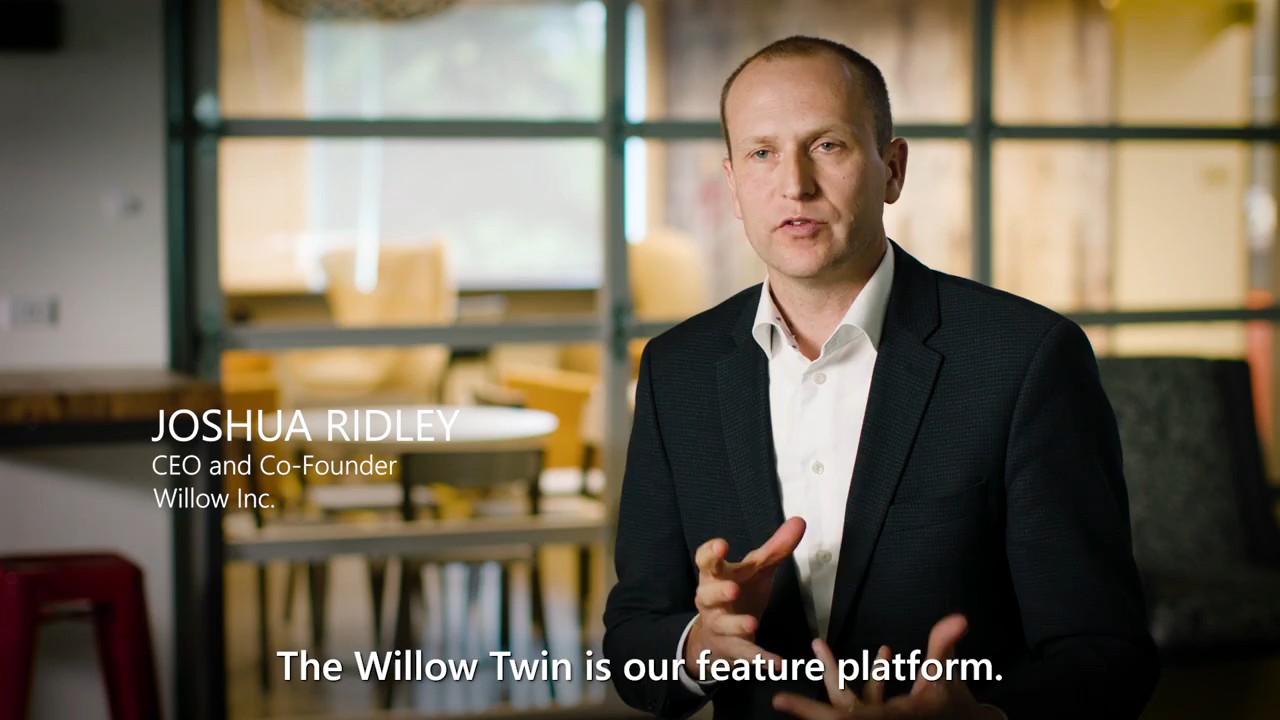 JOSHUA RIDLEY
CEO and Co-Founder
Willow Inc.
The Willow Twin is our feature platform.